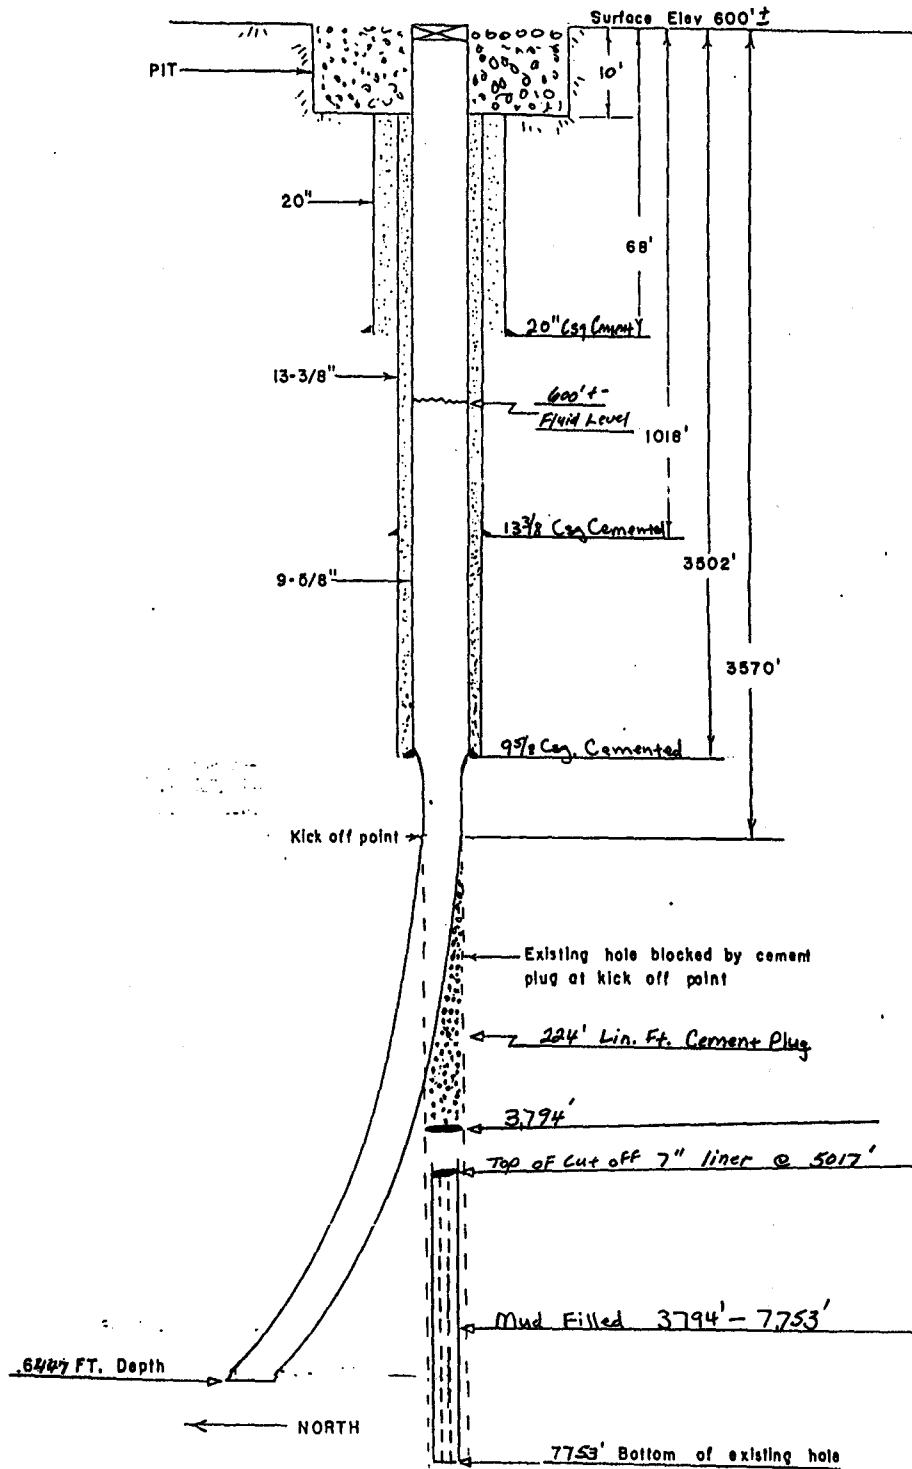 Surface Elev 600'±
PIT
10'
20"
68'
20" Csg Cmnt
13-3/8"
600' +-
Fluid Level
1018'
13 3/8 Csg Cemented
9-5/8"
3502'
3570'
9 5/8 Csg. Cemented
Kick off point
Existing hole blocked by cement
plug at kick off point
224' Lin. Ft. Cement Plug
3,794'
Top of Cut off 7" liner @ 5017'
Mud Filled 3794' - 7,753'
FT. Depth
NORTH
7753' Bottom of existing hole